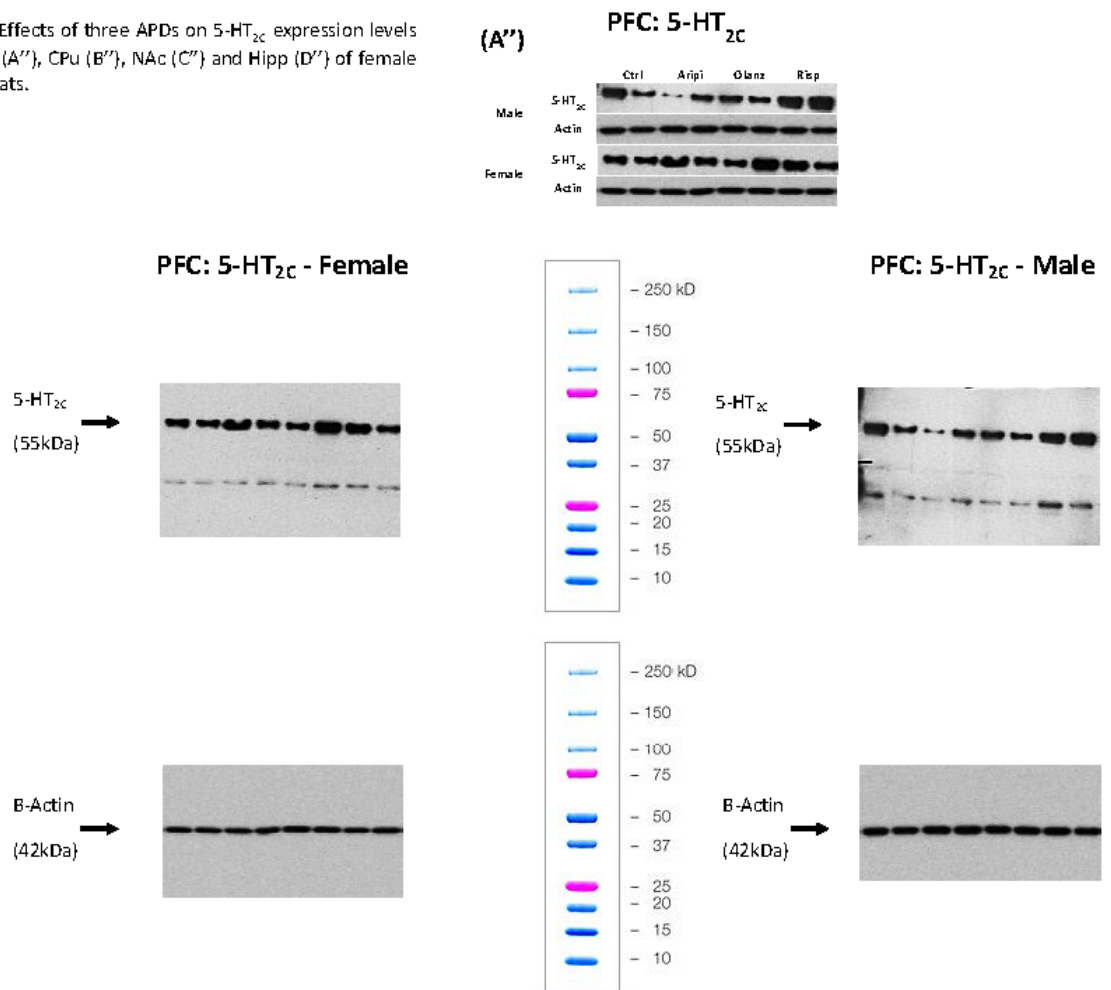 Effects of three APDs on 5-HT2C expression levels
(A’’}, CPu (B’’}, NAc (C’’} and Hipp (D’’} of female
ats.
(A’’)
PFC: 5-HT2C
Ctrl Aripi Olanz Risp
Male
5-HT2C
Actin
Female
5-HT2C
Actin
PFC: 5-HT2C - Female
PFC: 5-HT2C - Male
5-HT2C
(55kDa}
– 250 kD
– 150
– 100
– 75
– 50
– 37
– 25
– 20
– 15
– 10
5-HT2C
(55kDa}
B-Actin
(42kDa}
– 250 kD
– 150
– 100
– 75
– 50
– 37
– 25
– 20
– 15
– 10
B-Actin
(42kDa}